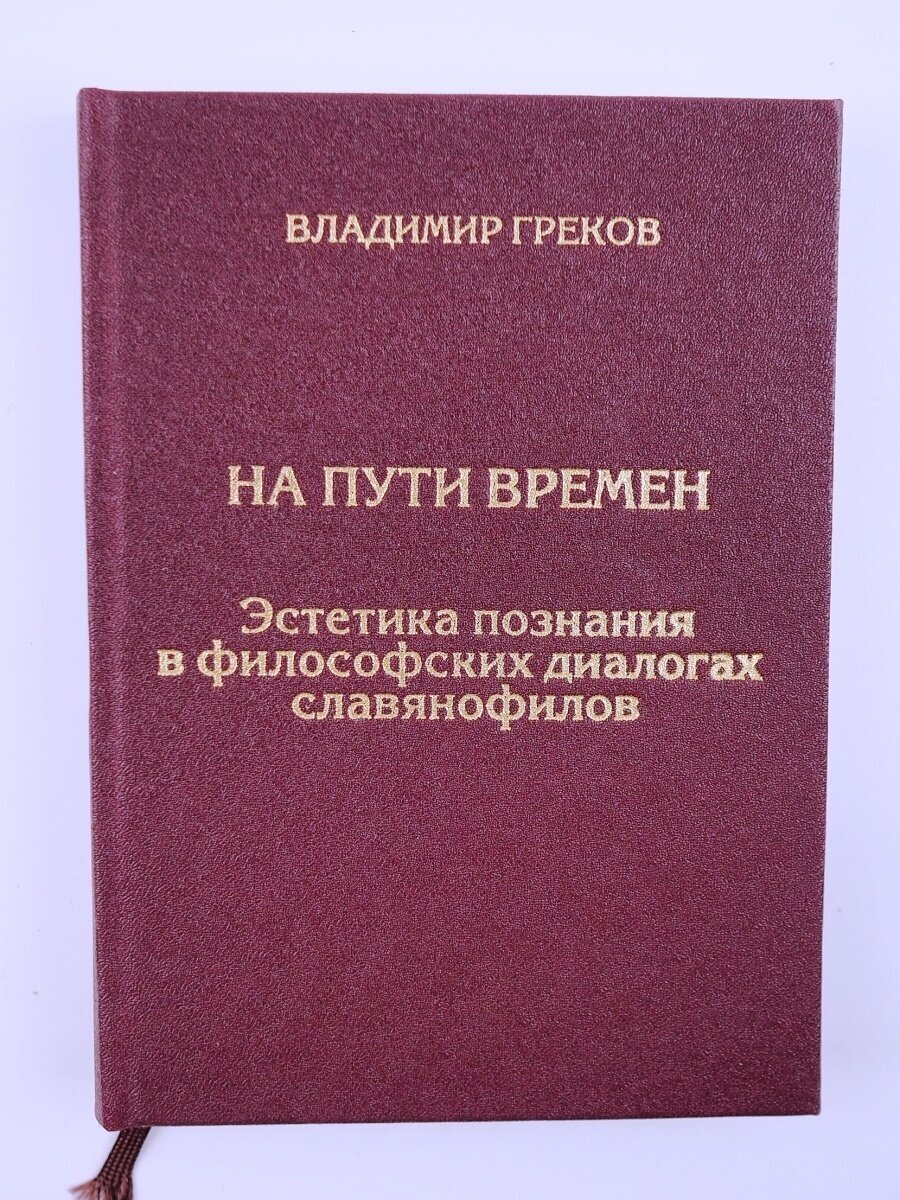 ВЛАДИМИР ГРЕКОВ
НА ПУТИ ВРЕМЕН
Эстетика познания
в философских диалогах
славянофилов